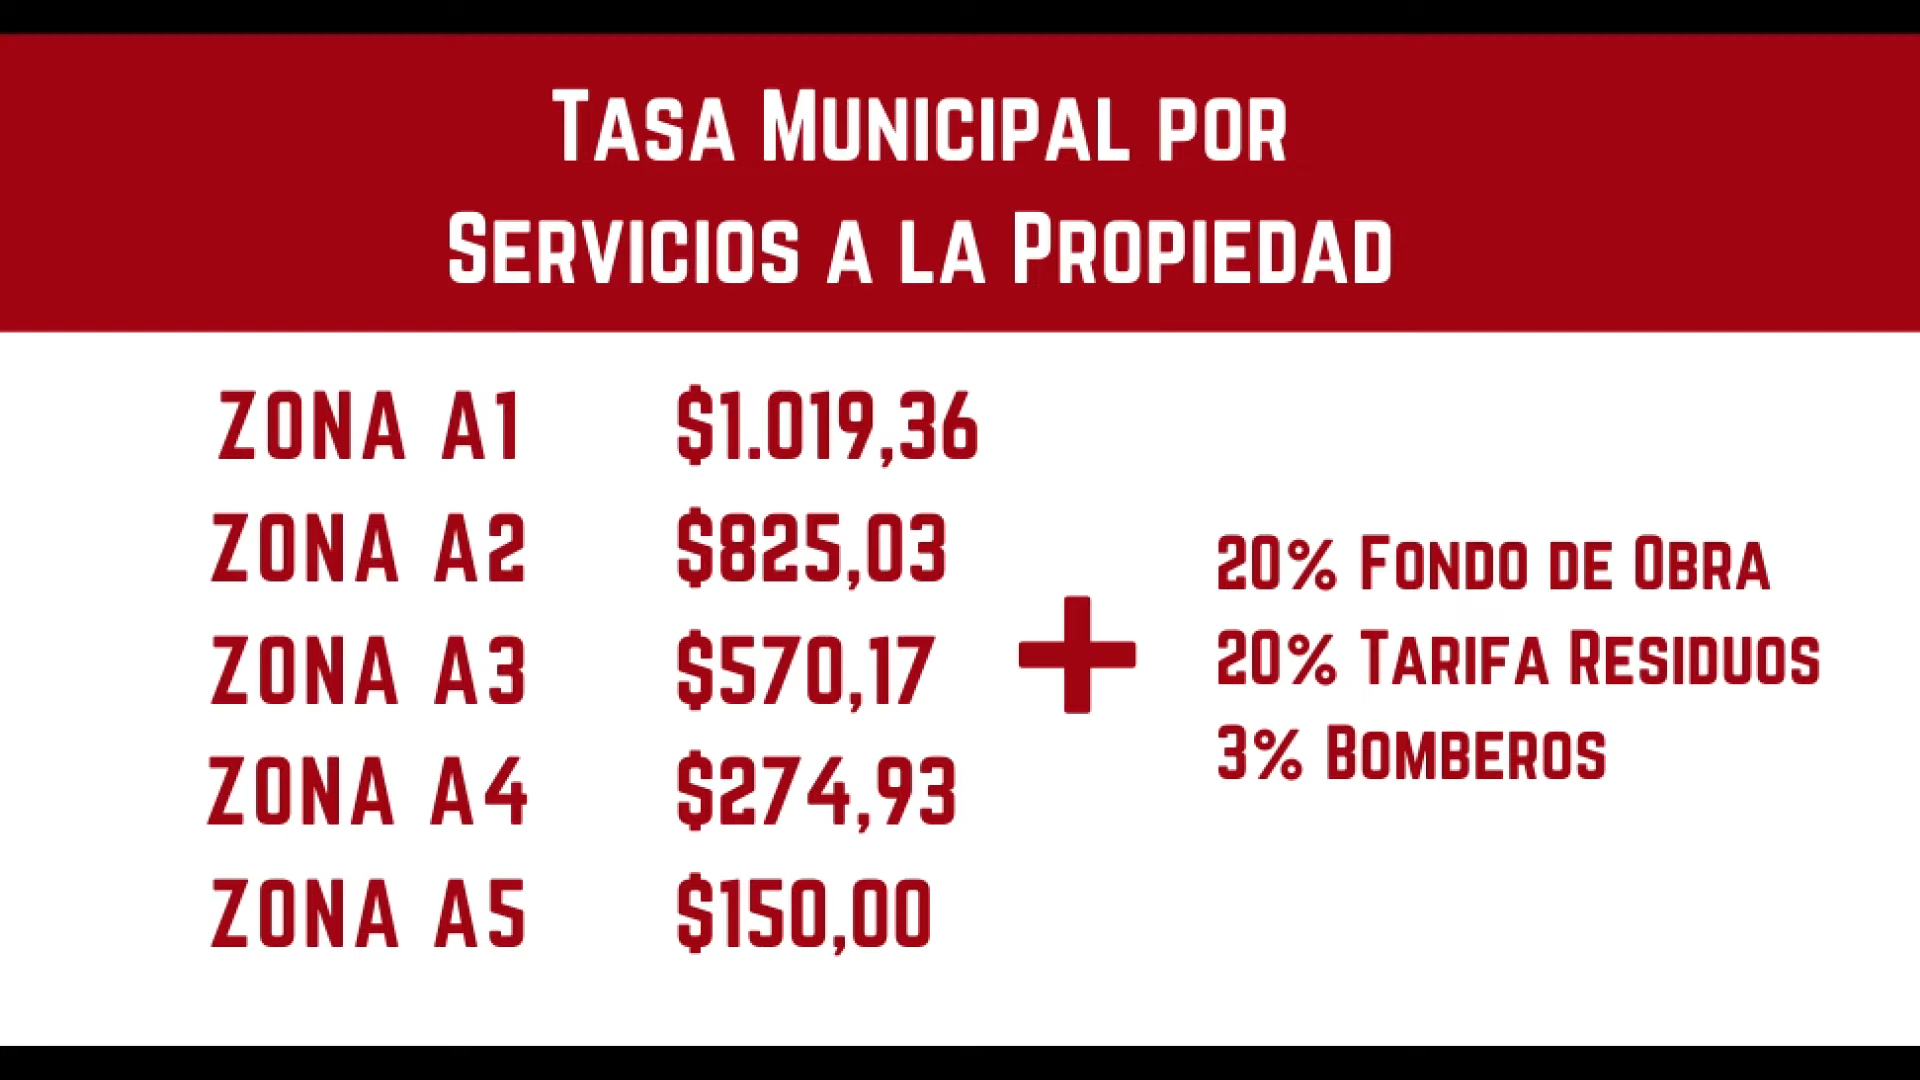 TASA MUNICIPAL POR
SERVICIOS A LA PROPIEDAD
ZONA A1 $1.019,36
ZONA A2 $825,03
ZONA A3 $570,17
ZONA A4 $274,93
ZONA A5 $150,00
+
20% FONDO DE OBRA
20% TARIFA RESIDUOS
3% BOMBEROS